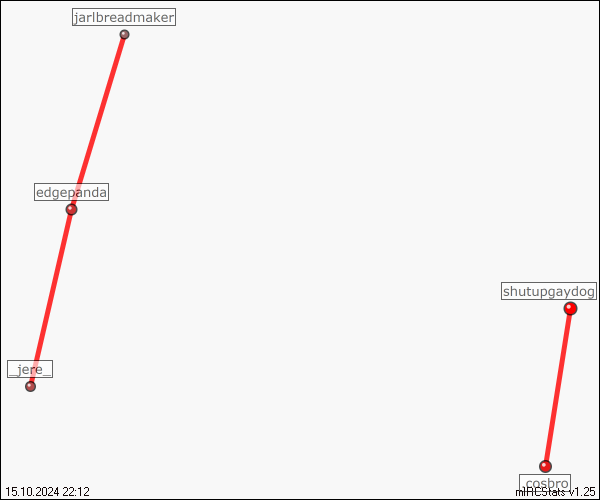 jarlbreadmaker
edgepanda
shutupgaydog
_jere_
cosbro
15.10.2024 22:12
mIRCStats v1.25